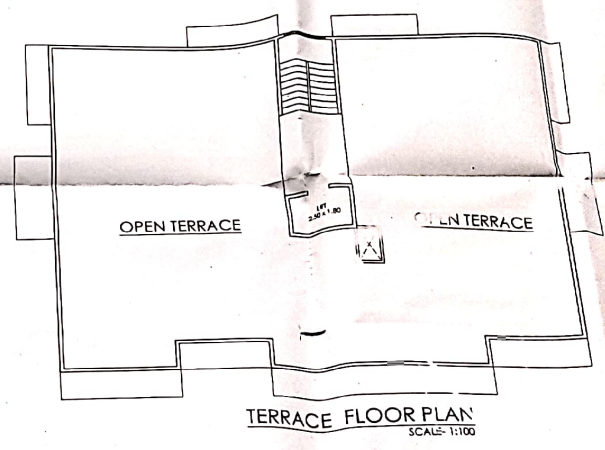 LIFT
2.50 x 1.80
OPEN TERRACE
OPEN TERRACE
TERRACE FLOOR PLAN
SCALE- 1:100